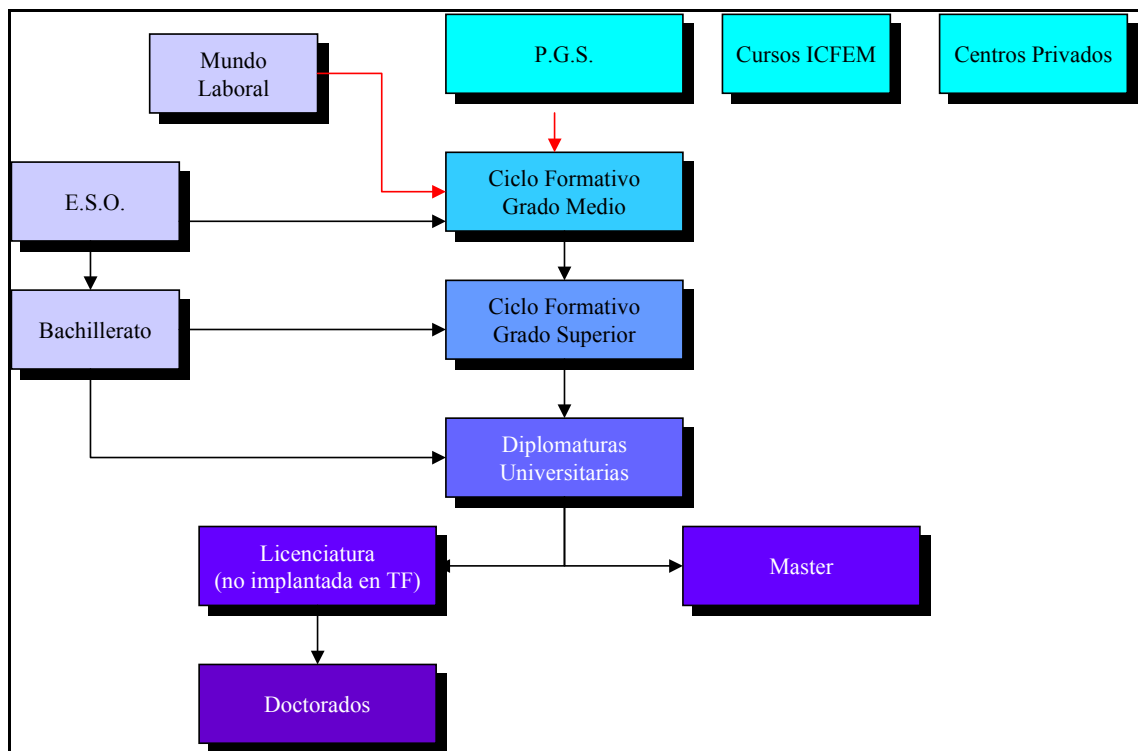 Mundo
Laboral
P.G.S.
Cursos ICFEM
Centros Privados
E.S.O.
Ciclo Formativo
Grado Medio
Bachillerato
Ciclo Formativo
Grado Superior
Diplomaturas
Universitarias
Licenciatura
(no implantada en TF)
Master
Doctorados